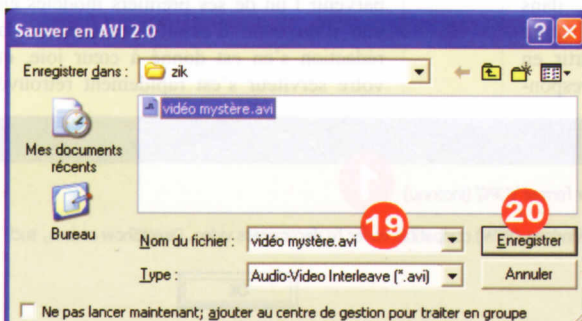 Sauver en AVI 2.0
Enregistrer dans : zik
vidéo mystère.avi
Mes documents
récents
Bureau
19
20
Nom du fichier : vidéo mystère.avi
Enregistrer
Type : Audio-Video Interleave (*.avi)
Annuler
Ne pas lancer maintenant; ajouter au centre de gestion pour traiter en groupe